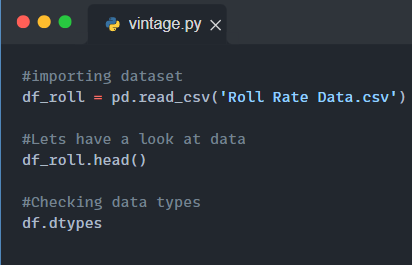 vintage.py
#importing dataset
df_roll = pd.read_csv('Roll Rate Data.csv')
#Lets have a look at data
df_roll.head()
#Checking data types
df.dtypes